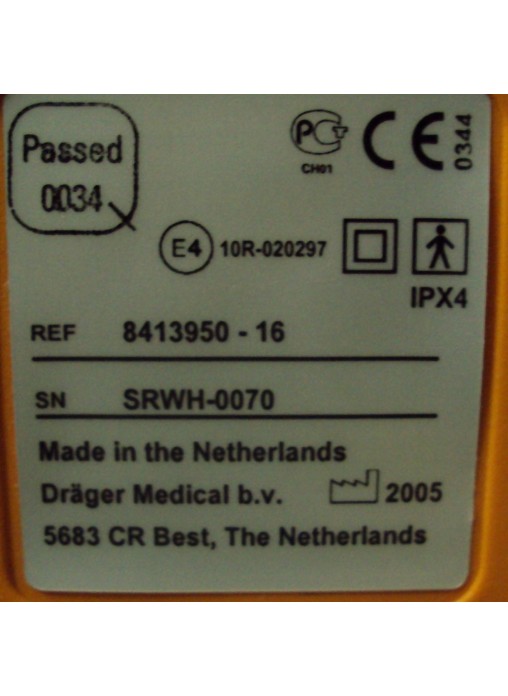 Passed
0034
CH01
CE 0344
E4 10R-020297
IPX4
REF 8413950 - 16
SN SRWH-0070
Made in the Netherlands
Dräger Medical b.v. 2005
5683 CR Best, The Netherlands